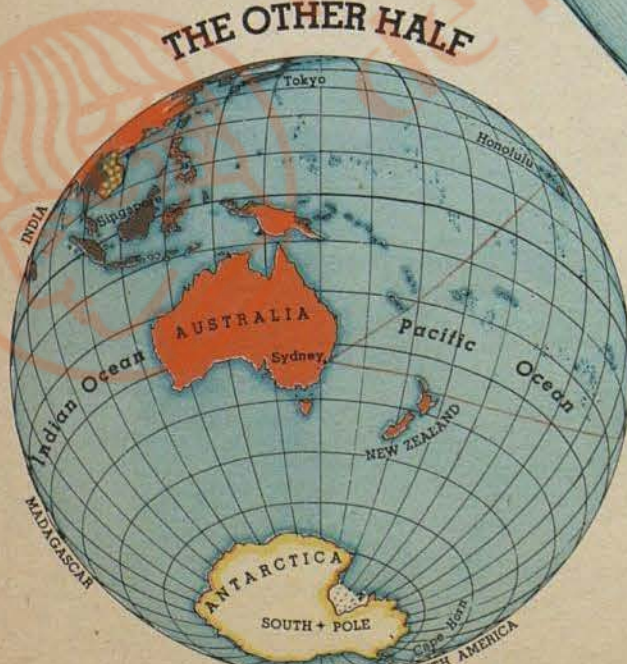 THE OTHER HALF
Tokyo
Honolulu
INDIA
Singapore
AUSTRALIA
Pacific
Ocean
Sydney
Indian Ocean
NEW ZEALAND
MADAGASCAR
ANTARCTICA
SOUTH + POLE
Cape Horn
AMERICA